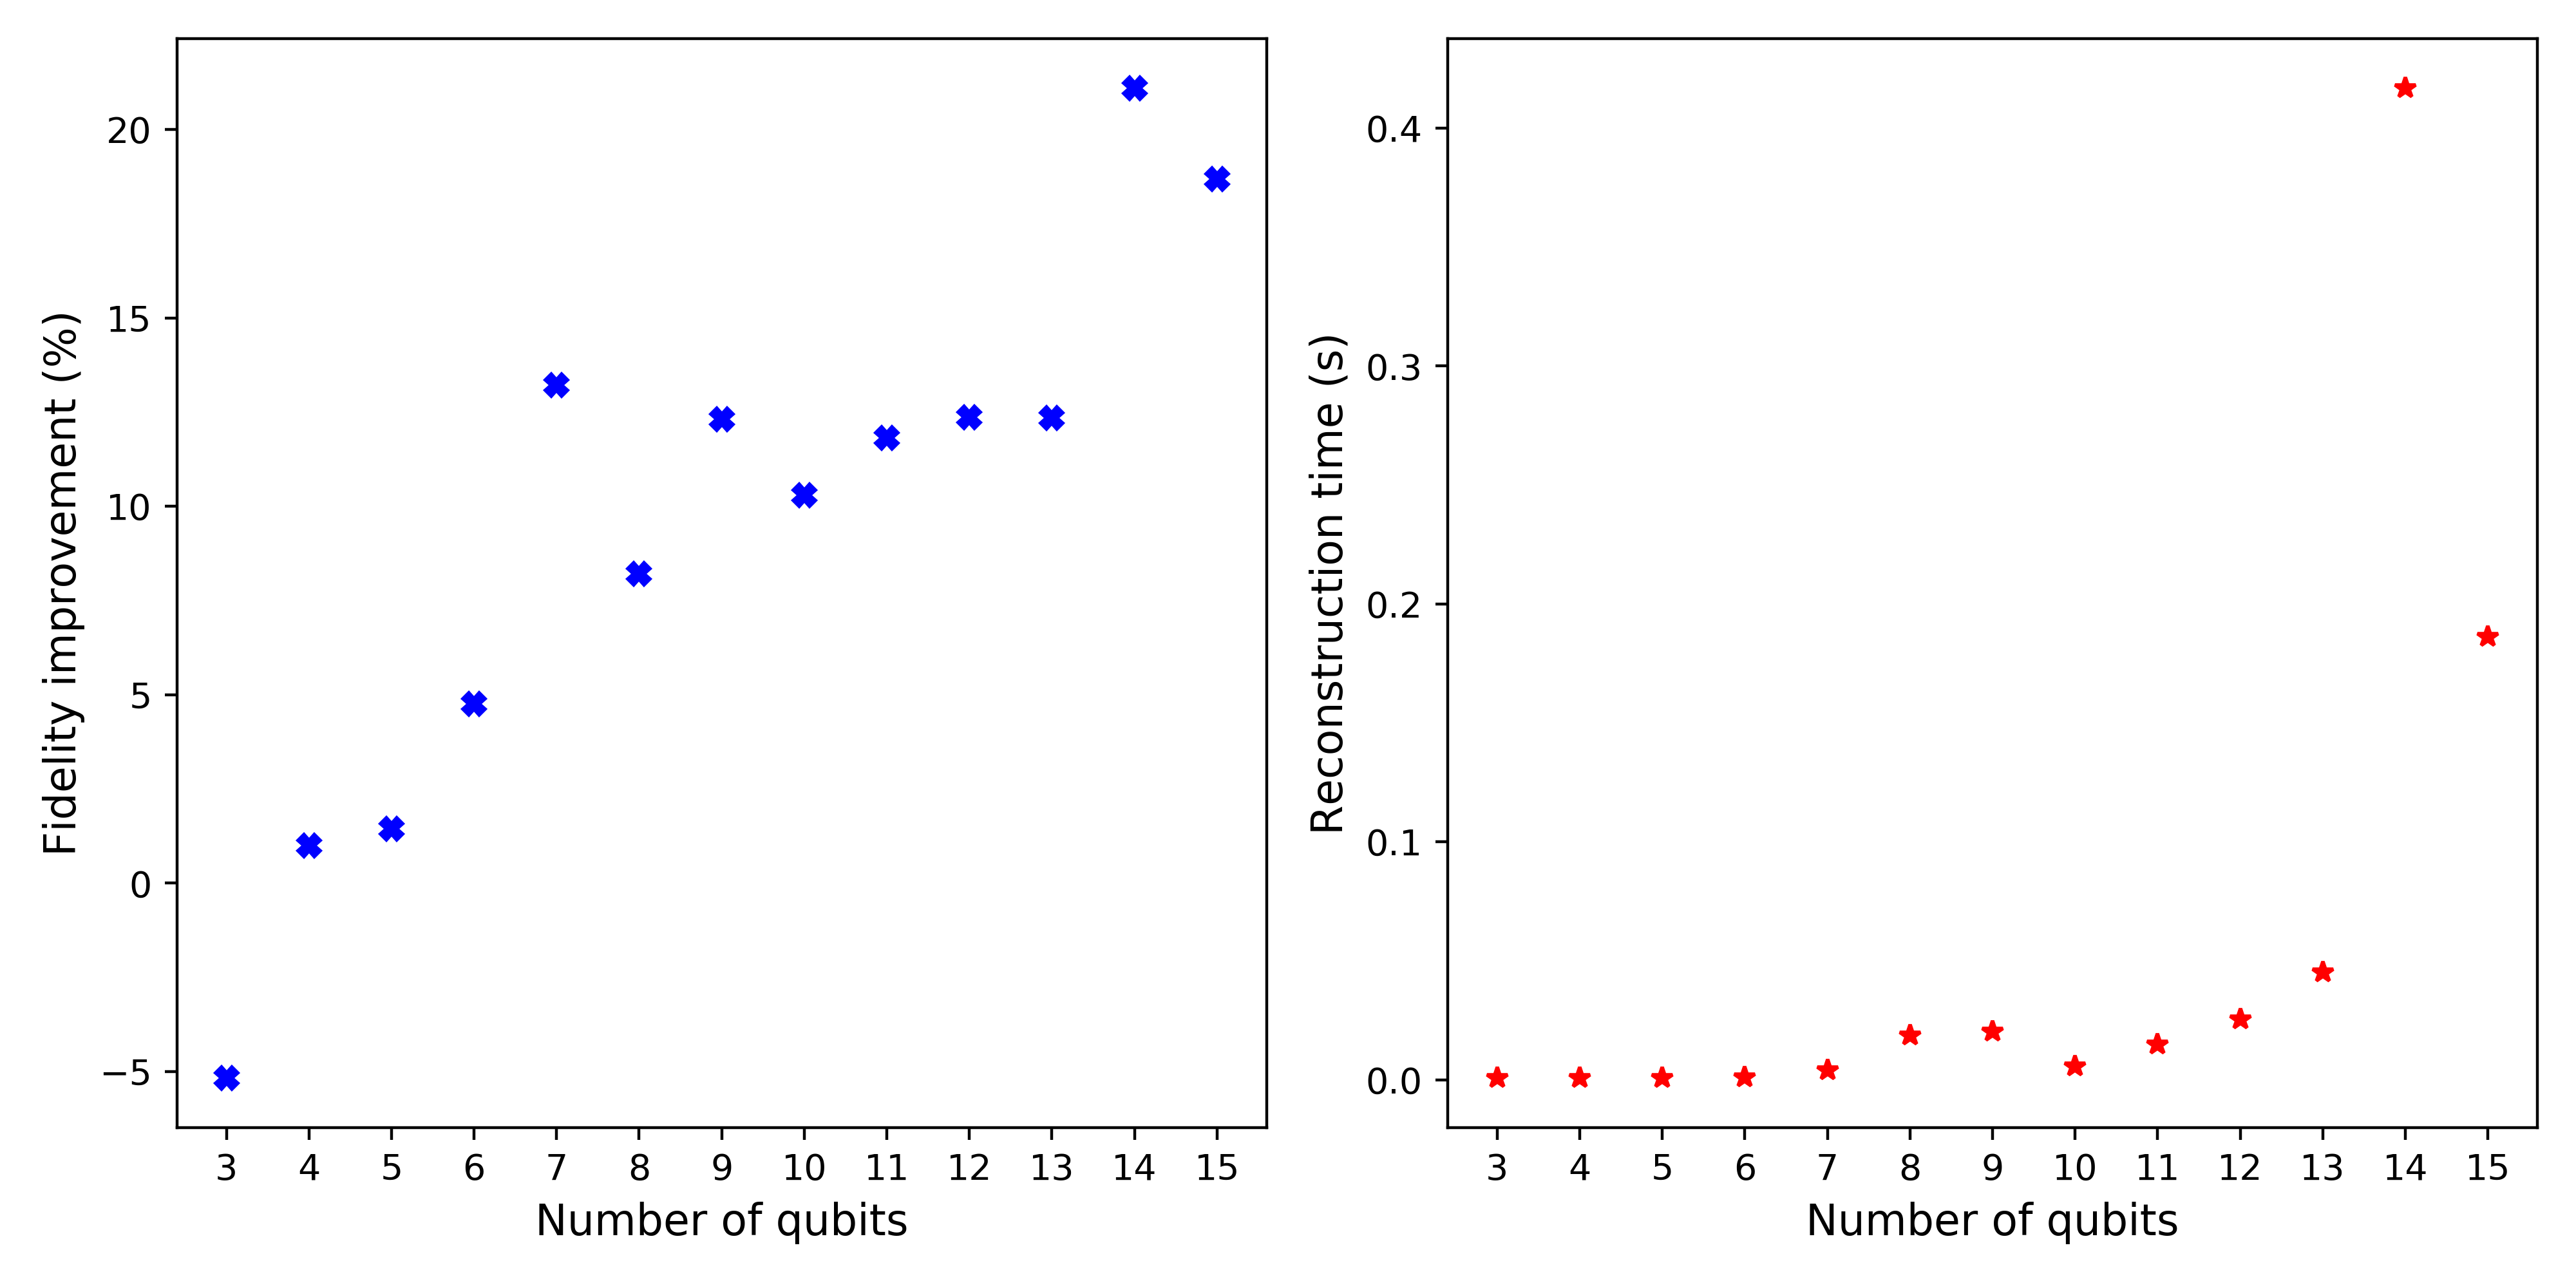 Fidelity improvement (%)
20
15
10
5
0
−5
3 4 5 6 7 8 9 10 11 12 13 14 15
Number of qubits
Reconstruction time (s)
0.4
0.3
0.2
0.1
0.0
3 4 5 6 7 8 9 10 11 12 13 14 15
Number of qubits